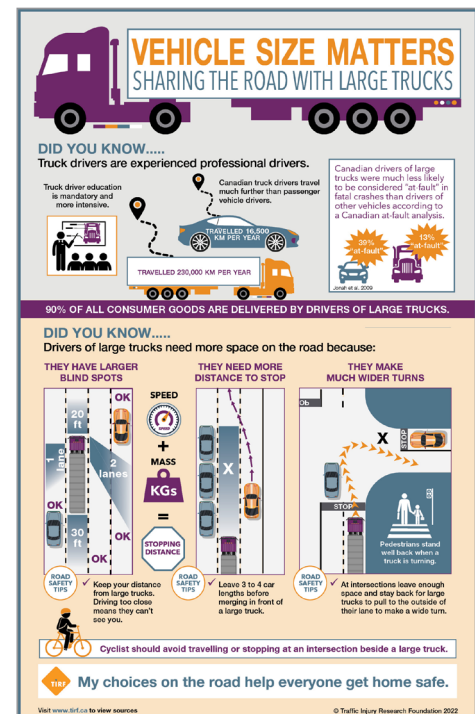 VEHICLE SIZE MATTERS
SHARING THE ROAD WITH LARGE TRUCKS
DID YOU KNOW.....
Truck drivers are experienced professional drivers.
Truck driver education
is mandatory and
more intensive.
Canadian truck drivers travel
much further than passenger
vehicle drivers.
TRAVELLED 16,500
KM PER YEAR
TRAVELLED 230,000 KM PER YEAR
Canadian drivers of large
trucks were much less likely
to be considered "at-fault" in
fatal crashes than drivers of
other vehicles according to
a Canadian at-fault analysis.
39%
"at-fault"
13%
"at-fault"
Jonah et al. 2009
90% OF ALL CONSUMER GOODS ARE DELIVERED BY DRIVERS OF LARGE TRUCKS.
DID YOU KNOW.....
Drivers of large trucks need more space on the road because:
THEY HAVE LARGER
BLIND SPOTS
OK
20
ft
1
lane
2
lanes
OK
30
ft
OK
OK
SPEED
SPEED
+
MASS
KGs
=
STOPPING
DISTANCE
THEY NEED MORE
DISTANCE TO STOP
X
THEY MAKE
MUCH WIDER TURNS
X
STOP
STOP
Pedestrians stand
well back when a
truck is turning.
ROAD
SAFETY
TIPS
✓ Keep your distance
from large trucks.
Driving too close
means they can't
see you.
ROAD
SAFETY
TIPS
✓ Leave 3 to 4 car
lengths before
merging in front of
a large truck.
ROAD
SAFETY
TIPS
✓ At intersections leave enough
space and stay back for large
trucks to pull to the outside of
their lane to make a wide turn.
Cyclist should avoid travelling or stopping at an intersection beside a large truck.
TIRF
My choices on the road help everyone get home safe.
Visit www.tirf.ca to view sources
© Traffic Injury Research Foundation 2022